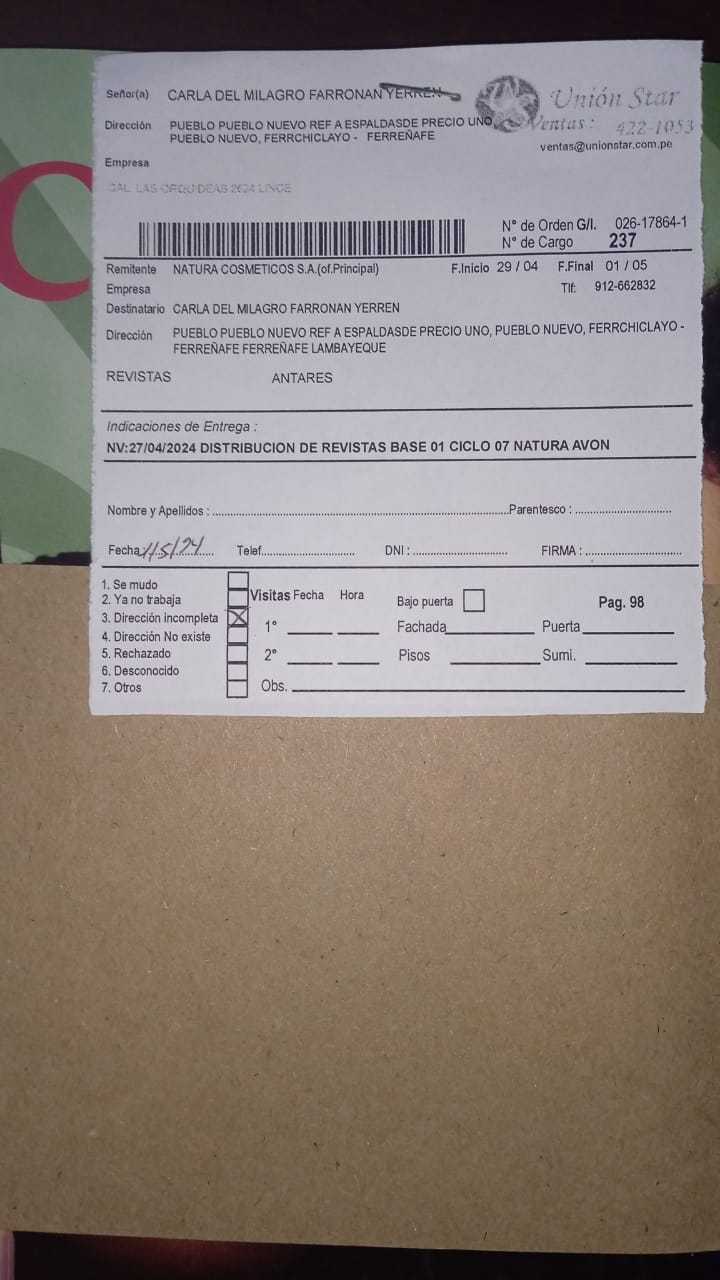 Señor(a) CARLA DEL MILAGRO FARRONAN YERREN
Unión Star
Dirección PUEBLO PUEBLO NUEVO REF A ESPALDASDE PRECIO UNO,
Ventas: 422-1053
PUEBLO NUEVO, FERRCHICLAYO - FERREÑAFE
ventas@unionstar.com.pe
Empresa
CAL. LAS ORQUIDEAS 2624 LINCE
N° de Orden G/I. 026-17864-1
N° de Cargo 237
Remitente NATURA COSMETICOS S.A.(of.Principal) F.Inicio 29 / 04 F.Final 01 / 05
Empresa Tlf: 912-662832
Destinatario CARLA DEL MILAGRO FARRONAN YERREN
Dirección PUEBLO PUEBLO NUEVO REF A ESPALDASDE PRECIO UNO, PUEBLO NUEVO, FERRCHICLAYO -
FERREÑAFE FERREÑAFE LAMBAYEQUE
REVISTAS ANTARES
Indicaciones de Entrega :
NV:27/04/2024 DISTRIBUCION DE REVISTAS BASE 01 CICLO 07 NATURA AVON
Nombre y Apellidos : Parentesco :
Fecha 1/5/24 Telef. DNI : FIRMA :
1. Se mudo
2. Ya no trabaja
3. Dirección incompleta X
4. Dirección No existe
5. Rechazado
6. Desconocido
7. Otros
Visitas Fecha Hora Bajo puerta Pag. 98
1° Fachada Puerta
2° Pisos Sumi.
Obs.